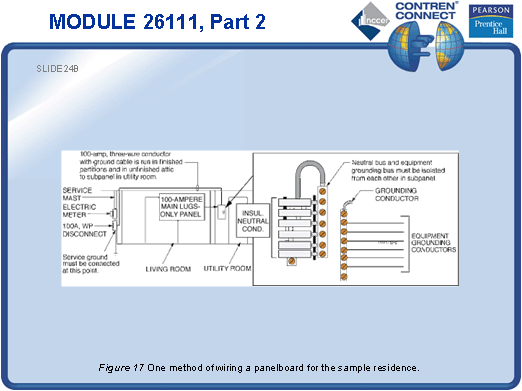 MODULE 26111, Part 2
nccer
CONTREN®
CONNECT
PEARSON
Prentice
Hall
SLIDE 24B
100-amp, three-wire conductor
with ground cable is run in finished
partitions and in unfinished attic
to subpanel in utility room.
SERVICE
MAST
ELECTRIC
METER
100A, WP
DISCONNECT
Service ground
must be connected
at this point.
100-AMPERE
MAIN LUGS-
ONLY PANEL
LIVING ROOM
UTILITY ROOM
INSUL.
NEUTRAL
COND.
Neutral bus and equipment
grounding bus must be isolated
from each other in subpanel.
GROUNDING
CONDUCTOR
EQUIPMENT
GROUNDING
CONDUCTORS
Figure 17 One method of wiring a panelboard for the sample residence.